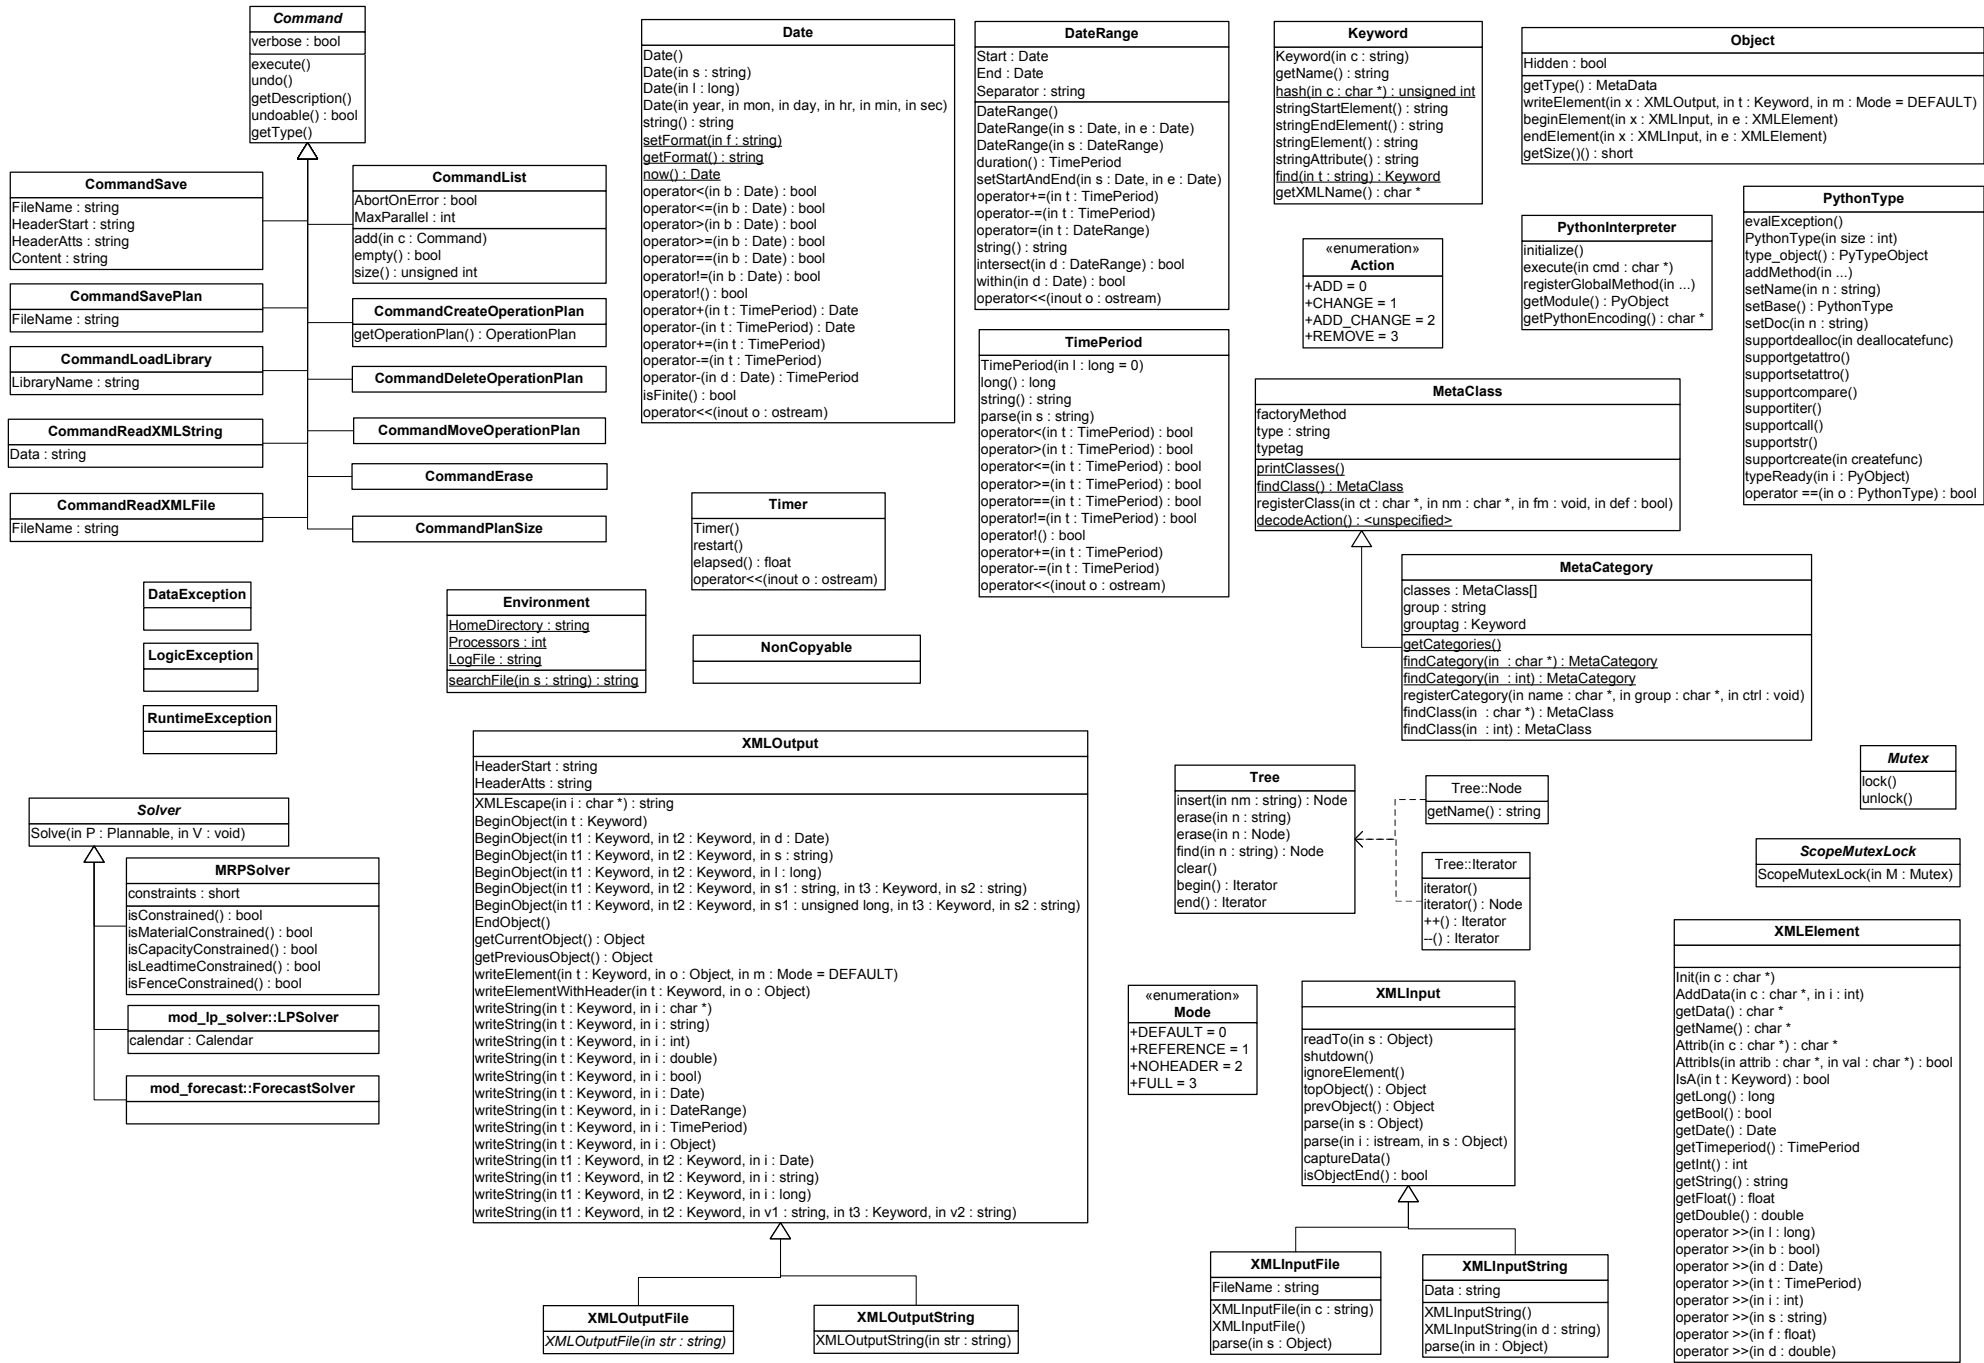 Command
verbose : bool
execute()
undo()
getDescription()
undoable() : bool
getType()
CommandSave
FileName : string
HeaderStart : string
HeaderAtts : string
Content : string
CommandSavePlan
FileName : string
CommandLoadLibrary
LibraryName : string
CommandReadXMLString
Data : string
CommandReadXMLFile
FileName : string
CommandList
AbortOnError : bool
MaxParallel : int
add(in c : Command)
empty() : bool
size() : unsigned int
CommandCreateOperationPlan
getOperationPlan() : OperationPlan
CommandDeleteOperationPlan
CommandMoveOperationPlan
CommandErase
CommandPlanSize
Date
Date()
Date(in s : string)
Date(in l : long)
Date(in year, in mon, in day, in hr, in min, in sec)
string() : string
setFormat(in f : string)
getFormat() : string
now() : Date
operator<(in b : Date) : bool
operator<=(in b : Date) : bool
operator>(in b : Date) : bool
operator>=(in b : Date) : bool
operator==(in b : Date) : bool
operator!=(in b : Date) : bool
operator!() : bool
operator+(in t : TimePeriod) : Date
operator-(in t : TimePeriod) : Date
operator+=(in t : TimePeriod)
operator-=(in t : TimePeriod)
operator-(in d : Date) : TimePeriod
isFinite() : bool
operator<<(inout o : ostream)
DateRange
Start : Date
End : Date
Separator : string
DateRange()
DateRange(in s : Date, in e : Date)
DateRange(in s : DateRange)
duration() : TimePeriod
setStartAndEnd(in s : Date, in e : Date)
operator+=(in t : TimePeriod)
operator-=(in t : TimePeriod)
operator=(in t : DateRange)
string() : string
intersect(in d : DateRange) : bool
within(in d : Date) : bool
operator<<(inout o : ostream)
TimePeriod
TimePeriod(in l : long = 0)
long() : long
string() : string
parse(in s : string)
operator<(in t : TimePeriod) : bool
operator>(in t : TimePeriod) : bool
operator<=(in t : TimePeriod) : bool
operator>=(in t : TimePeriod) : bool
operator==(in t : TimePeriod) : bool
operator!=(in t : TimePeriod) : bool
operator!() : bool
operator+=(in t : TimePeriod)
operator-=(in t : TimePeriod)
operator<<(inout o : ostream)
Keyword
Keyword(in c : string)
getName() : string
hash(in c : char *) : unsigned int
stringStartElement() : string
stringEndElement() : string
stringElement() : string
stringAttribute() : string
find(in t : string) : Keyword
getXMLName() : char *
«enumeration»
Action
+ADD = 0
+CHANGE = 1
+ADD_CHANGE = 2
+REMOVE = 3
Object
Hidden : bool
getType() : MetaData
writeElement(in x : XMLOutput, in t : Keyword, in m : Mode = DEFAULT)
beginElement(in x : XMLInput, in e : XMLElement)
endElement(in x : XMLInput, in e : XMLElement)
getSize()() : short
PythonInterpreter
initialize()
execute(in cmd : char *)
registerGlobalMethod(in ...)
getModule() : PyObject
getPythonEncoding() : char *
PythonType
evalException()
PythonType(in size : int)
type_object() : PyTypeObject
addMethod(in ...)
setName(in n : string)
setBase() : PythonType
setDoc(in n : string)
supportdealloc(in deallocatefunc)
supportgetattro()
supportsetattro()
supportcompare()
supportiter()
supportcall()
supportstr()
supportcreate(in createfunc)
typeReady(in i : PyObject)
operator ==(in o : PythonType) : bool
MetaClass
factoryMethod
type : string
typetag
printClasses()
findClass() : MetaClass
registerClass(in ct : char *, in nm : char *, in fm : void, in def : bool)
decodeAction() : <unspecified>
MetaCategory
classes : MetaClass[]
group : string
grouptag : Keyword
getCategories()
findCategory(in  : char *) : MetaCategory
findCategory(in  : int) : MetaCategory
registerCategory(in name : char *, in group : char *, in ctrl : void)
findClass(in  : char *) : MetaClass
findClass(in  : int) : MetaClass
Timer
Timer()
restart()
elapsed() : float
operator<<(inout o : ostream)
DataException
LogicException
RuntimeException
Environment
HomeDirectory : string
Processors : int
LogFile : string
searchFile(in s : string) : string
NonCopyable
Solver
Solve(in P : Plannable, in V : void)
MRPSolver
constraints : short
isConstrained() : bool
isMaterialConstrained() : bool
isCapacityConstrained() : bool
isLeadtimeConstrained() : bool
isFenceConstrained() : bool
mod_lp_solver::LPSolver
calendar : Calendar
mod_forecast::ForecastSolver
XMLOutput
HeaderStart : string
HeaderAtts : string
XMLEscape(in i : char *) : string
BeginObject(in t : Keyword)
BeginObject(in t1 : Keyword, in t2 : Keyword, in d : Date)
BeginObject(in t1 : Keyword, in t2 : Keyword, in s : string)
BeginObject(in t1 : Keyword, in t2 : Keyword, in l : long)
BeginObject(in t1 : Keyword, in t2 : Keyword, in s1 : string, in t3 : Keyword, in s2 : string)
BeginObject(in t1 : Keyword, in t2 : Keyword, in s1 : unsigned long, in t3 : Keyword, in s2 : string)
EndObject()
getCurrentObject() : Object
getPreviousObject() : Object
writeElement(in t : Keyword, in o : Object, in m : Mode = DEFAULT)
writeElementWithHeader(in t : Keyword, in o : Object)
writeString(in t : Keyword, in i : char *)
writeString(in t : Keyword, in i : string)
writeString(in t : Keyword, in i : int)
writeString(in t : Keyword, in i : double)
writeString(in t : Keyword, in i : bool)
writeString(in t : Keyword, in i : Date)
writeString(in t : Keyword, in i : DateRange)
writeString(in t : Keyword, in i : TimePeriod)
writeString(in t : Keyword, in i : Object)
writeString(in t1 : Keyword, in t2 : Keyword, in i : Date)
writeString(in t1 : Keyword, in t2 : Keyword, in i : string)
writeString(in t1 : Keyword, in t2 : Keyword, in i : long)
writeString(in t1 : Keyword, in t2 : Keyword, in v1 : string, in t3 : Keyword, in v2 : string)
XMLOutputFile
XMLOutputFile(in str : string)
XMLOutputString
XMLOutputString(in str : string)
Tree
insert(in nm : string) : Node
erase(in n : string)
erase(in n : Node)
find(in n : string) : Node
clear()
begin() : Iterator
end() : Iterator
Tree::Node
getName() : string
Tree::Iterator
iterator()
iterator() : Node
++() : Iterator
--() : Iterator
Mutex
lock()
unlock()
ScopeMutexLock
ScopeMutexLock(in M : Mutex)
«enumeration»
Mode
+DEFAULT = 0
+REFERENCE = 1
+NOHEADER = 2
+FULL = 3
XMLInput
readTo(in s : Object)
shutdown()
ignoreElement()
topObject() : Object
prevObject() : Object
parse(in s : Object)
parse(in i : istream, in s : Object)
captureData()
isObjectEnd() : bool
XMLInputFile
FileName : string
XMLInputFile(in c : string)
XMLInputFile()
parse(in s : Object)
XMLInputString
Data : string
XMLInputString()
XMLInputString(in d : string)
parse(in in : Object)
XMLElement
Init(in c : char *)
AddData(in c : char *, in i : int)
getData() : char *
getName() : char *
Attrib(in c : char *) : char *
AttribIs(in attrib : char *, in val : char *) : bool
IsA(in t : Keyword) : bool
getLong() : long
getBool() : bool
getDate() : Date
getTimeperiod() : TimePeriod
getInt() : int
getString() : string
getFloat() : float
getDouble() : double
operator >>(in l : long)
operator >>(in b : bool)
operator >>(in d : Date)
operator >>(in t : TimePeriod)
operator >>(in i : int)
operator >>(in s : string)
operator >>(in f : float)
operator >>(in d : double)